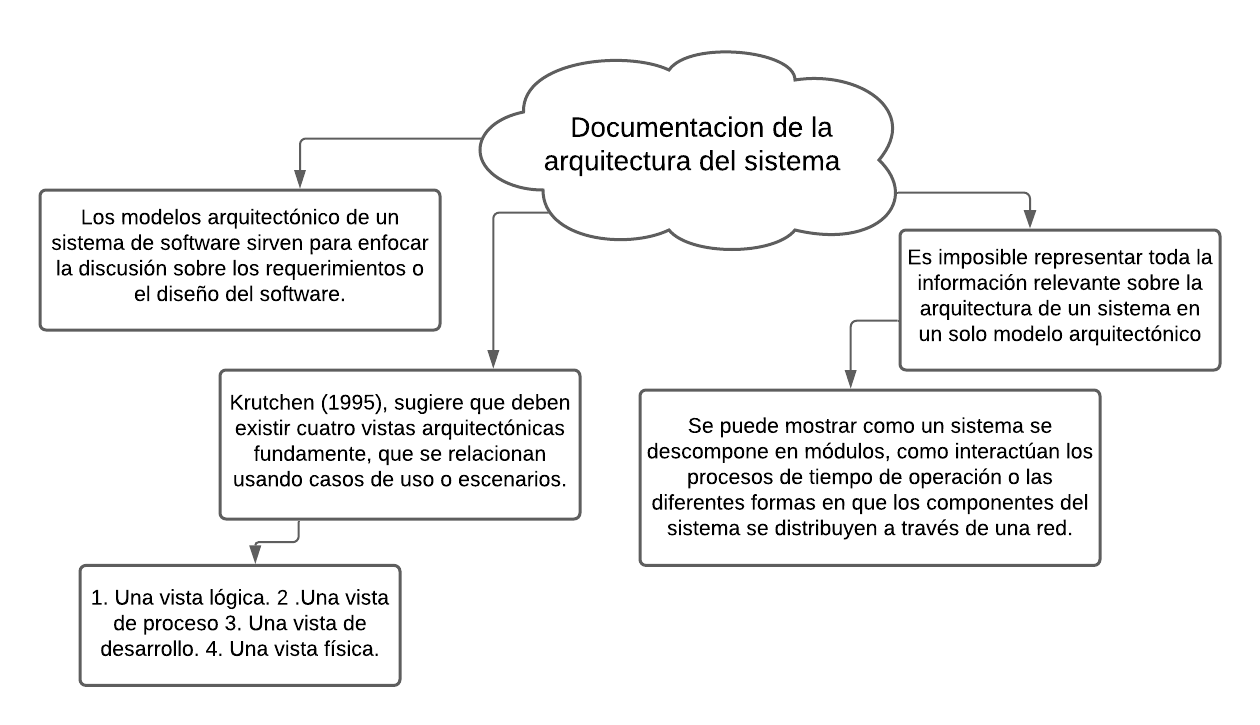 Documentacion de la
arquitectura del sistema
Los modelos arquitectónico de un
sistema de software sirven para enfocar
la discusión sobre los requerimientos o
el diseño del software.
Es imposible representar toda la
información relevante sobre la
arquitectura de un sistema en
un solo modelo arquitectónico
Krutchen (1995), sugiere que deben
existir cuatro vistas arquitectónicas
fundamente, que se relacionan
usando casos de uso o escenarios.
Se puede mostrar como un sistema se
descompone en módulos, como interactúan los
procesos de tiempo de operación o las
diferentes formas en que los componentes del
sistema se distribuyen a través de una red.
1. Una vista lógica. 2 .Una vista
de proceso 3. Una vista de
desarrollo. 4. Una vista física.